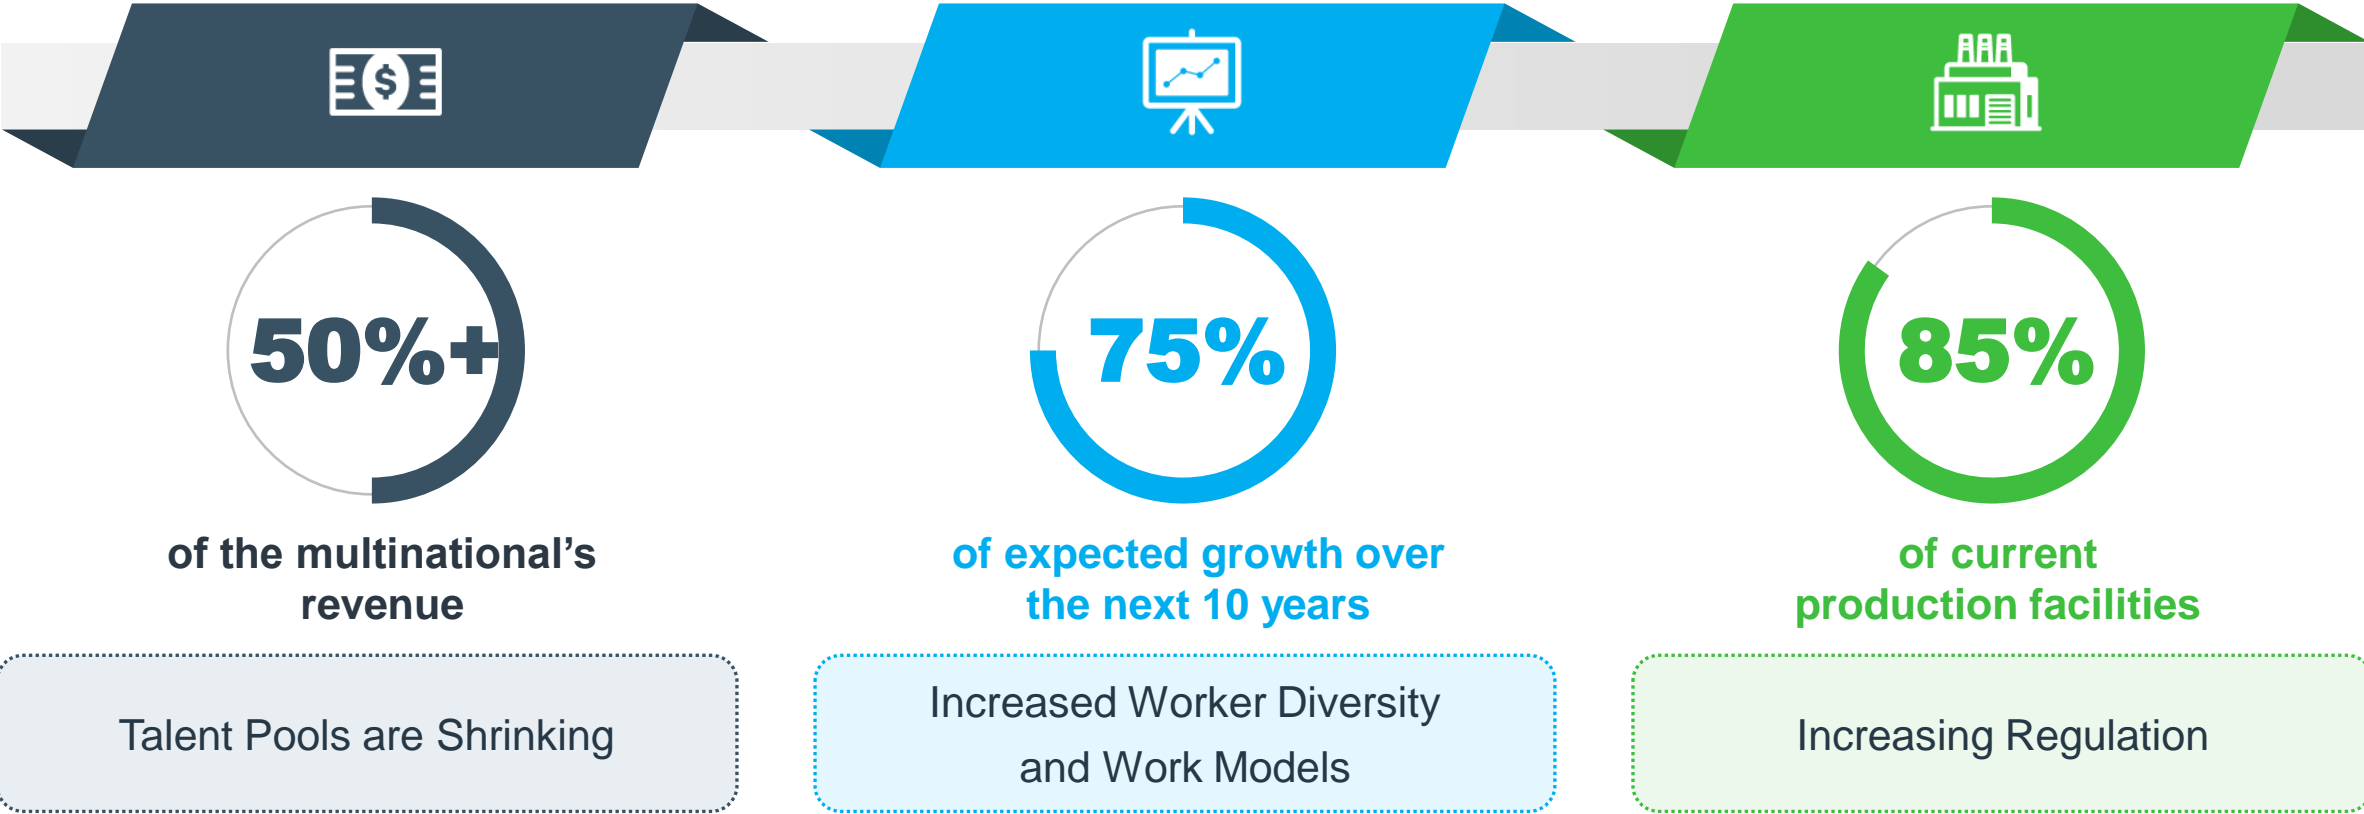 50%+
of the multinational’s
revenue
Talent Pools are Shrinking
75%
of expected growth over
the next 10 years
Increased Worker Diversity
and Work Models
85%
of current
production facilities
Increasing Regulation